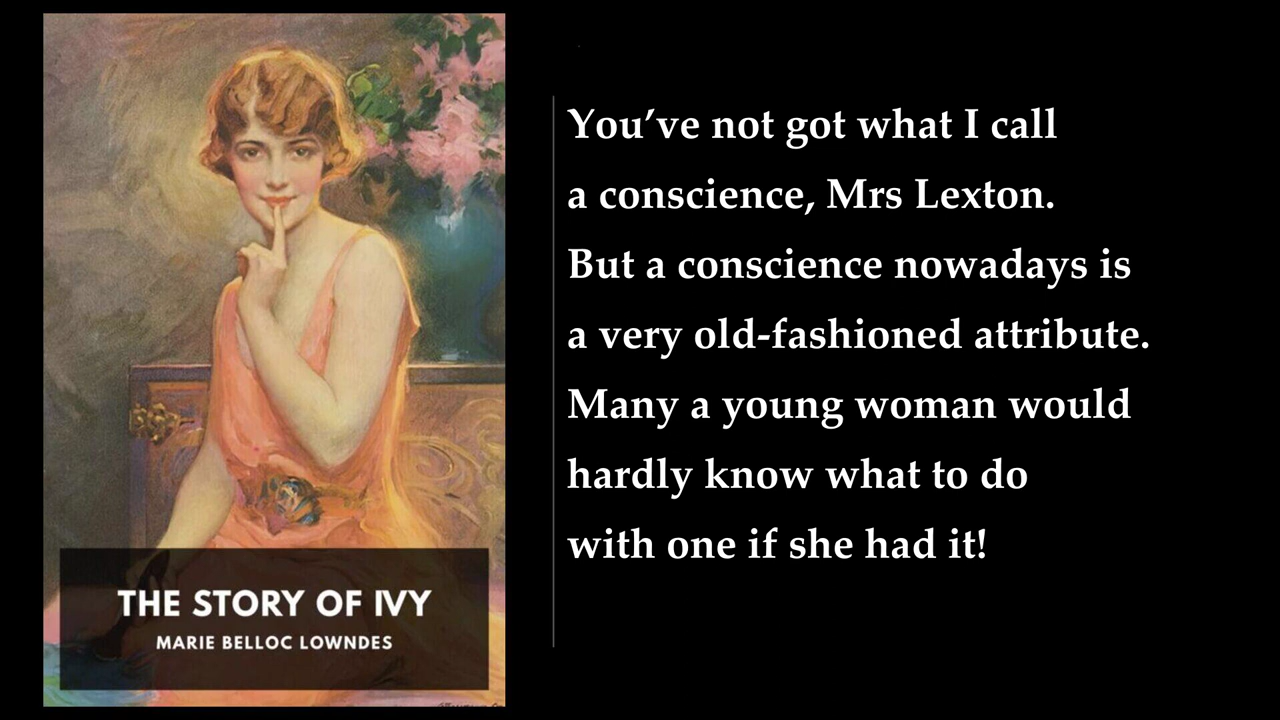 THE STORY OF IVY
MARIE BELLOC LOWNDES
You’ve not got what I call
a conscience, Mrs Lexton.
But a conscience nowadays is
a very old-fashioned attribute.
Many a young woman would
hardly know what to do
with one if she had it!